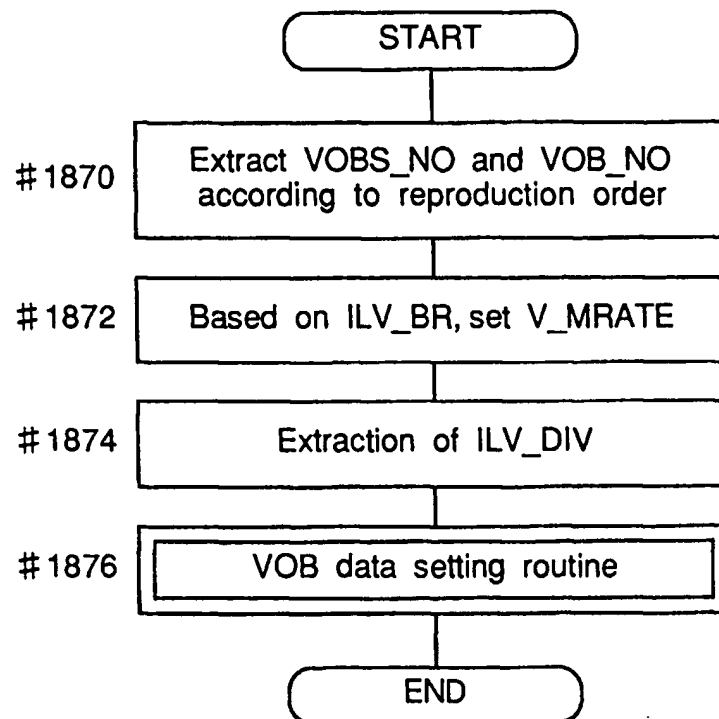 START
#1870
Extract VOBS_NO and VOB_NO
according to reproduction order
#1872
Based on ILV_BR, set V_MRATE
#1874
Extraction of ILV_DIV
#1876
VOB data setting routine
END